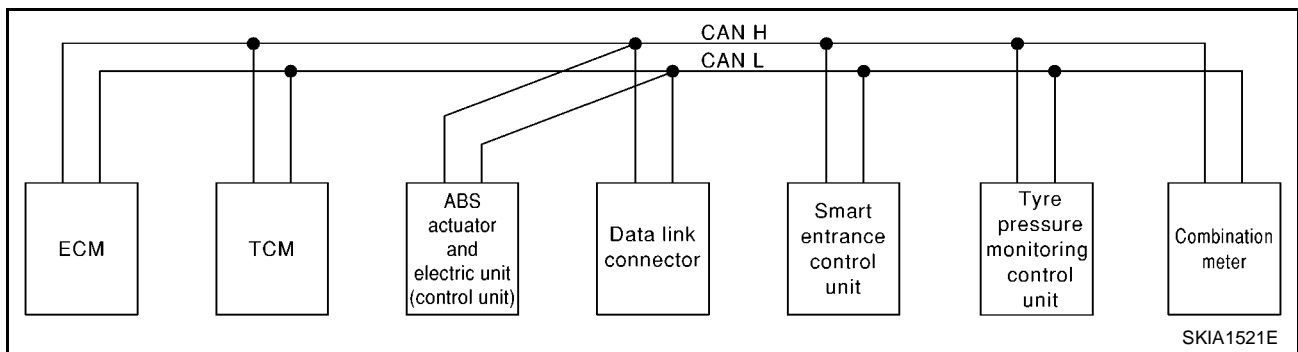 CAN H
CAN L
ECM
TCM
ABS
actuator
and
electric unit
(control unit)
Data link
connector
Smart
entrance
control
unit
Tyre
pressure
monitoring
control
unit
Combination
meter
SKIA1521E